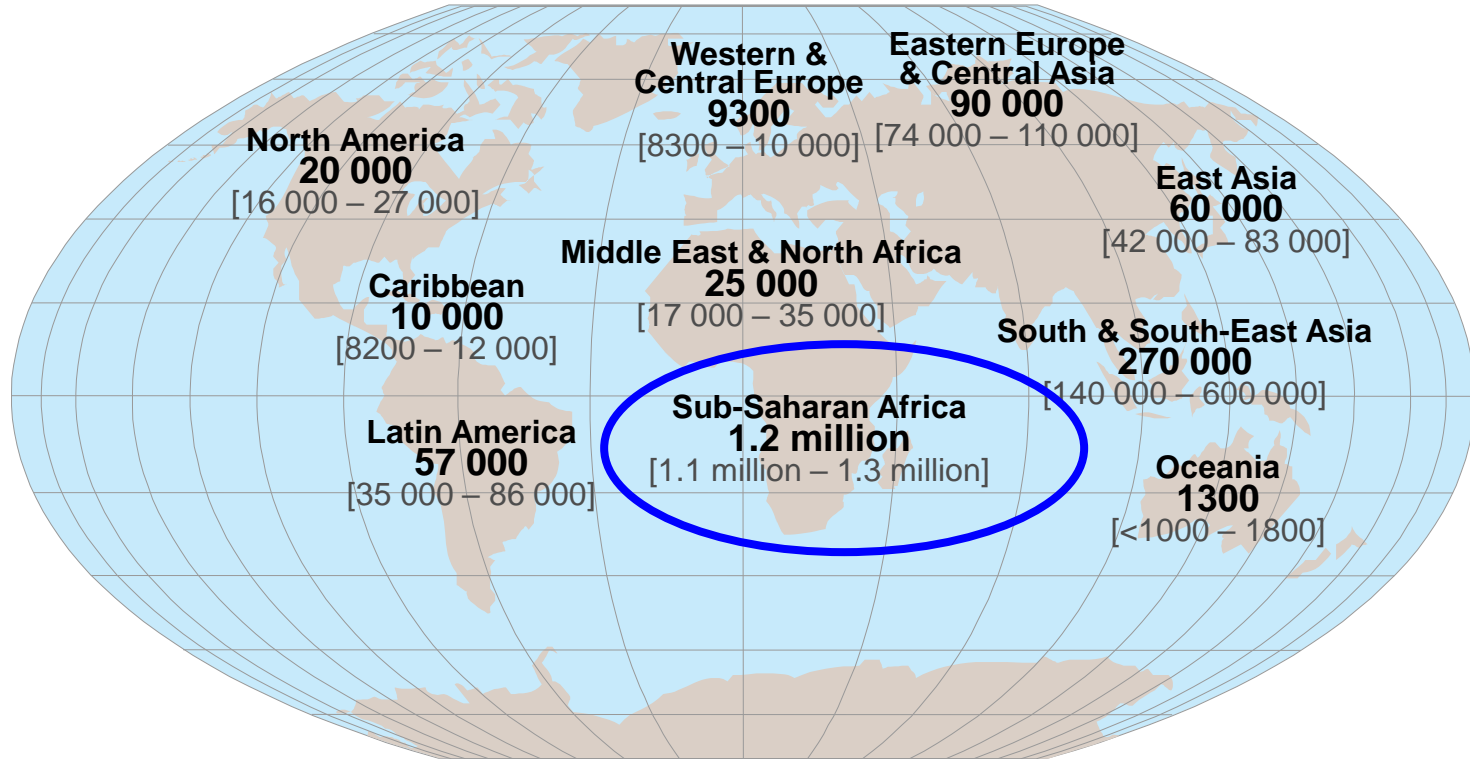 Western &
Central Europe
9300
[8300 – 10 000]
Eastern Europe
& Central Asia
90 000
[74 000 – 110 000]
North America
20 000
[16 000 – 27 000]
East Asia
60 000
[42 000 – 83 000]
Middle East & North Africa
25 000
[17 000 – 35 000]
Caribbean
10 000
[8200 – 12 000]
South & South-East Asia
270 000
[140 000 – 600 000]
Sub-Saharan Africa
1.2 million
[1.1 million – 1.3 million]
Latin America
57 000
[35 000 – 86 000]
Oceania
1300
[<1000 – 1800]